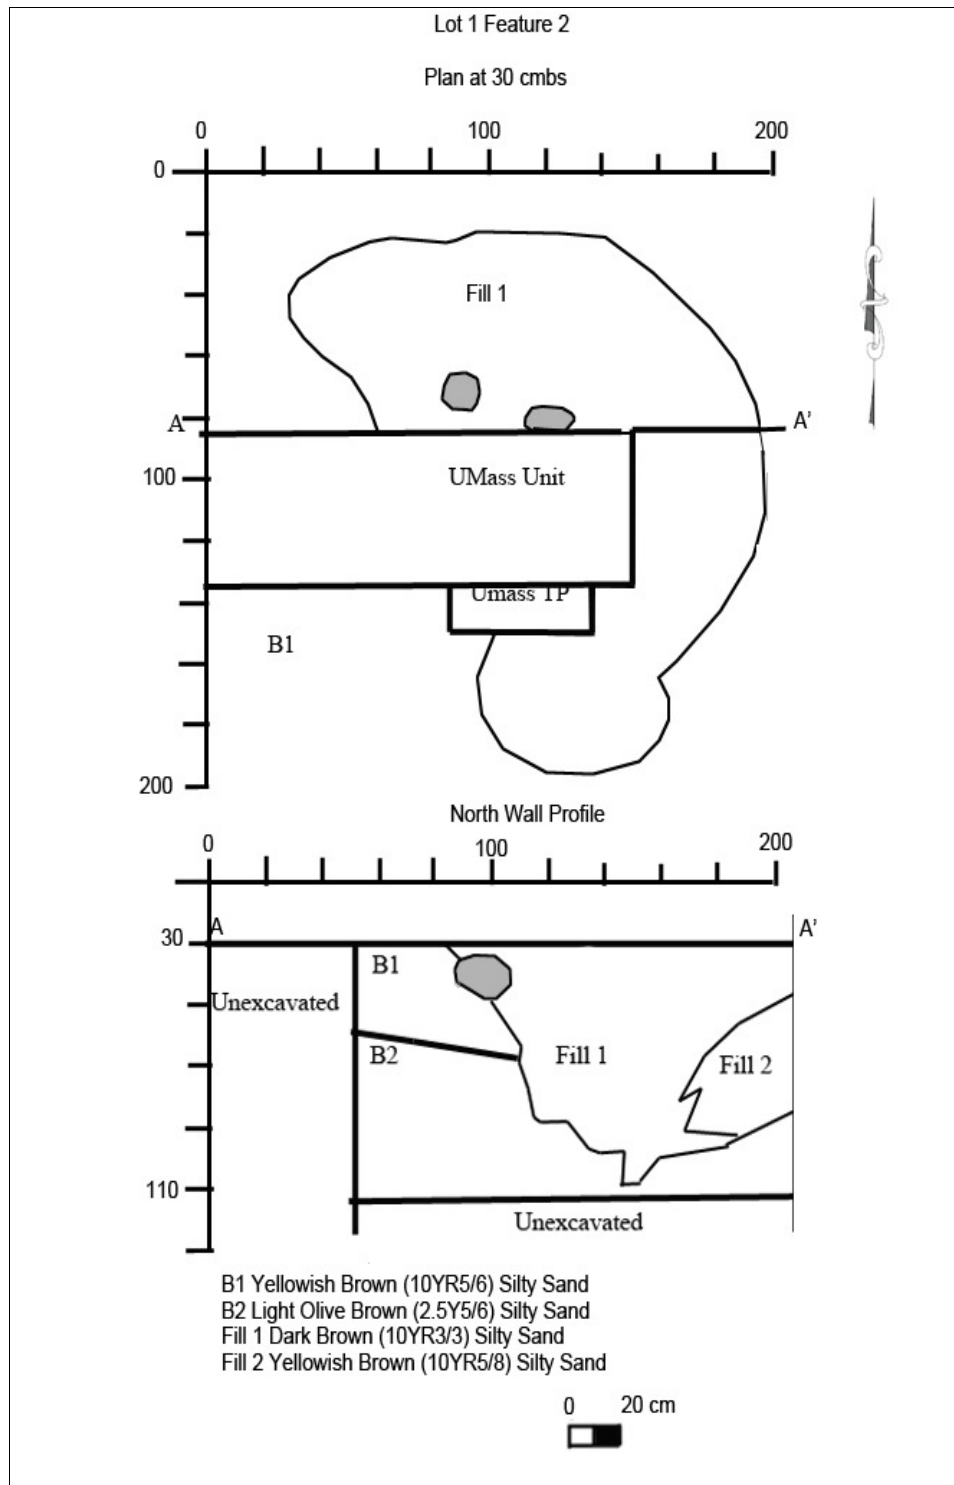 Lot 1 Feature 2
Plan at 30 cmbs
0 100 200
0
Fill 1
A A'
100
UMass Unit
Umass TP
B1
200
North Wall Profile
0 100 200
A A'
30
B1
Unexcavated
B2 Fill 1 Fill 2
110
Unexcavated
B1 Yellowish Brown (10YR5/6) Silty Sand
B2 Light Olive Brown (2.5Y5/6) Silty Sand
Fill 1 Dark Brown (10YR3/3) Silty Sand
Fill 2 Yellowish Brown (10YR5/8) Silty Sand
0 20 cm